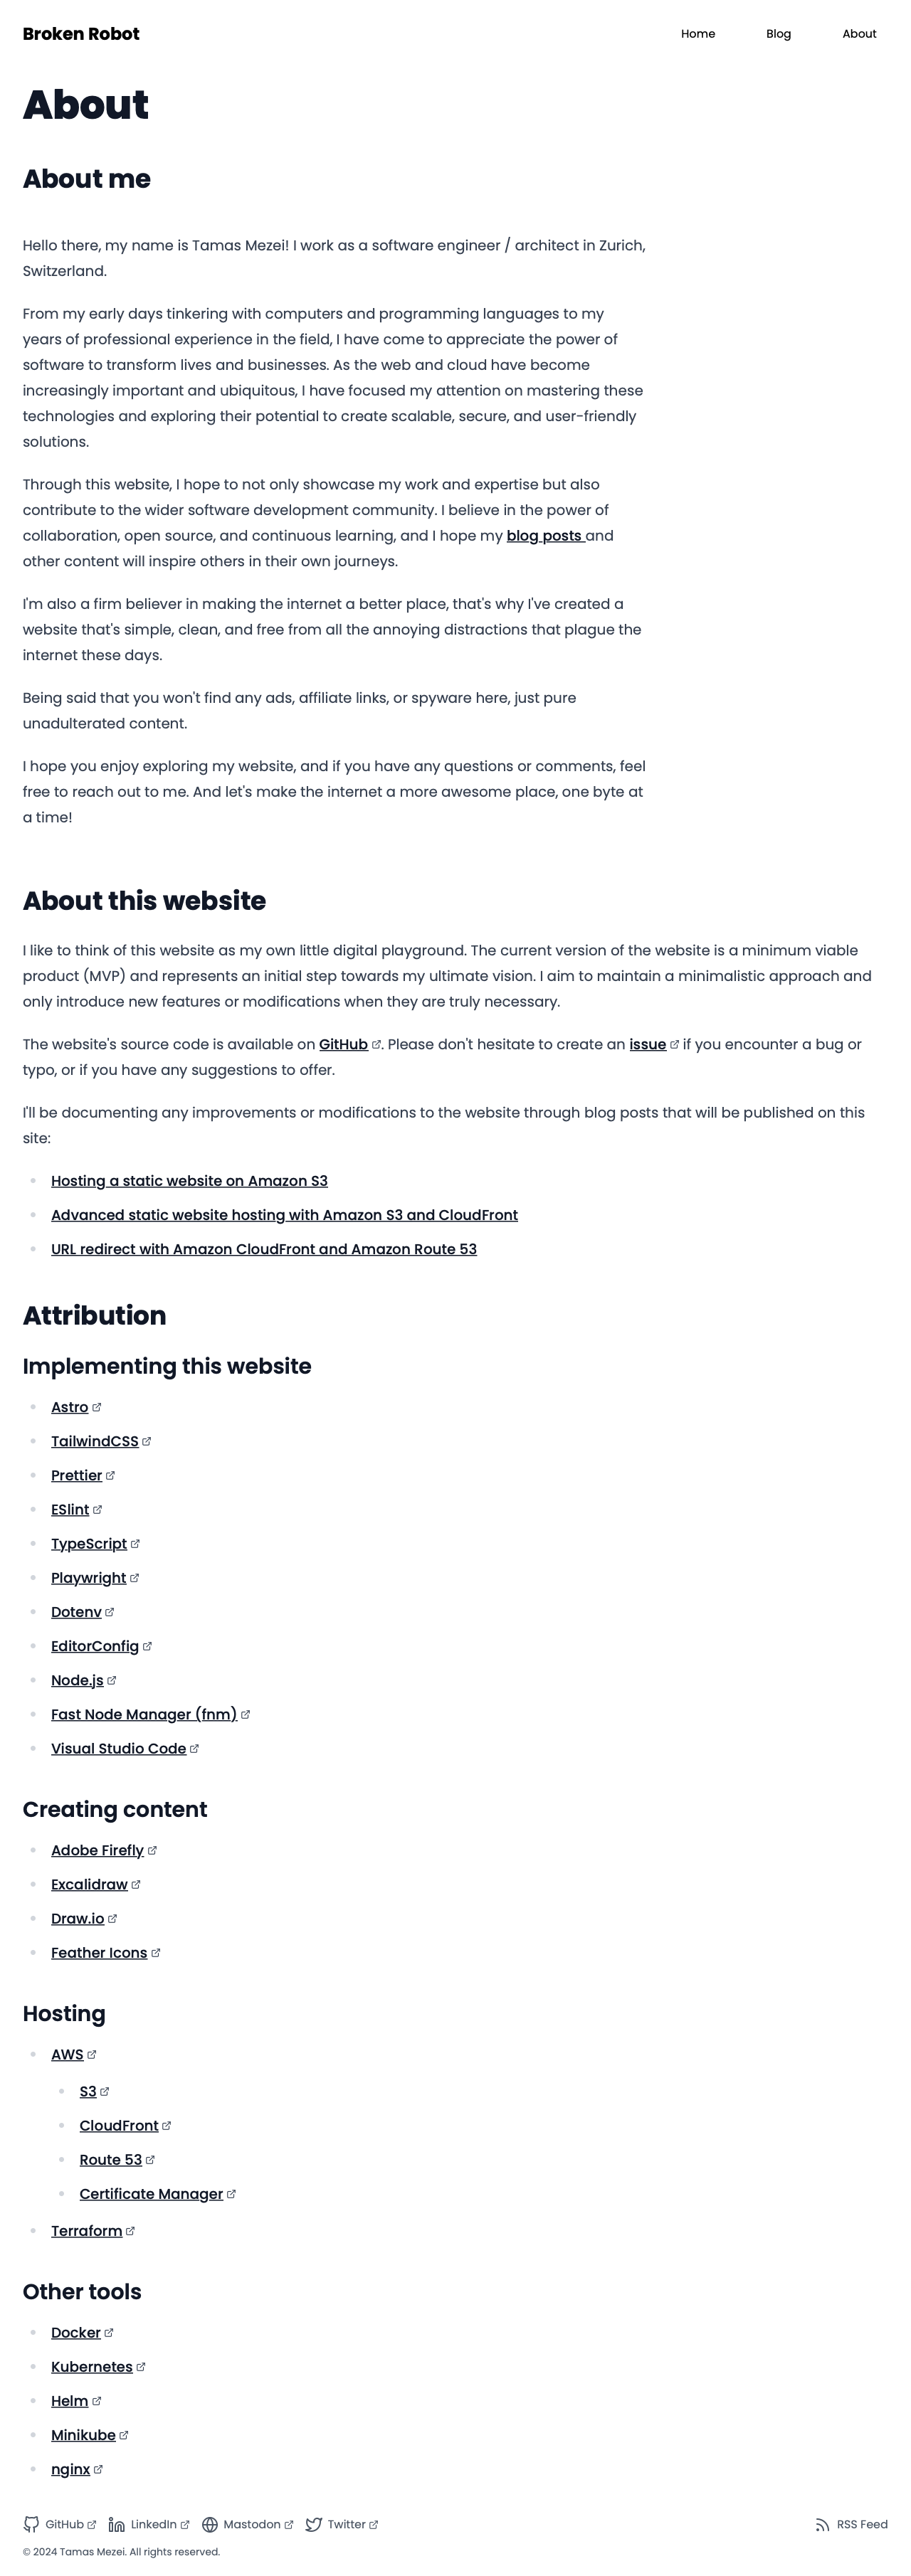 Broken Robot
Home
Blog
About
About
About me
Hello there, my name is Tamas Mezei! I work as a software engineer / architect in Zurich,
Switzerland.
From my early days tinkering with computers and programming languages to my
years of professional experience in the field, I have come to appreciate the power of
software to transform lives and businesses. As the web and cloud have become
increasingly important and ubiquitous, I have focused my attention on mastering these
technologies and exploring their potential to create scalable, secure, and user-friendly
solutions.
Through this website, I hope to not only showcase my work and expertise but also
contribute to the wider software development community. I believe in the power of
collaboration, open source, and continuous learning, and I hope my blog posts and
other content will inspire others in their own journeys.
I'm also a firm believer in making the internet a better place, that's why I've created a
website that's simple, clean, and free from all the annoying distractions that plague the
internet these days.
Being said that you won't find any ads, affiliate links, or spyware here, just pure
unadulterated content.
I hope you enjoy exploring my website, and if you have any questions or comments, feel
free to reach out to me. And let's make the internet a more awesome place, one byte at
a time!
About this website
I like to think of this website as my own little digital playground. The current version of the website is a minimum viable
product (MVP) and represents an initial step towards my ultimate vision. I aim to maintain a minimalistic approach and
only introduce new features or modifications when they are truly necessary.
The website's source code is available on GitHub. Please don't hesitate to create an issue if you encounter a bug or
typo, or if you have any suggestions to offer.
I'll be documenting any improvements or modifications to the website through blog posts that will be published on this
site:
Hosting a static website on Amazon S3
Advanced static website hosting with Amazon S3 and CloudFront
URL redirect with Amazon CloudFront and Amazon Route 53
Attribution
Implementing this website
Astro
TailwindCSS
Prettier
ESlint
TypeScript
Playwright
Dotenv
EditorConfig
Node.js
Fast Node Manager (fnm)
Visual Studio Code
Creating content
Adobe Firefly
Excalidraw
Draw.io
Feather Icons
Hosting
AWS
S3
CloudFront
Route 53
Certificate Manager
Terraform
Other tools
Docker
Kubernetes
Helm
Minikube
nginx
GitHub
LinkedIn
Mastodon
Twitter
RSS Feed
© 2024 Tamas Mezei. All rights reserved.